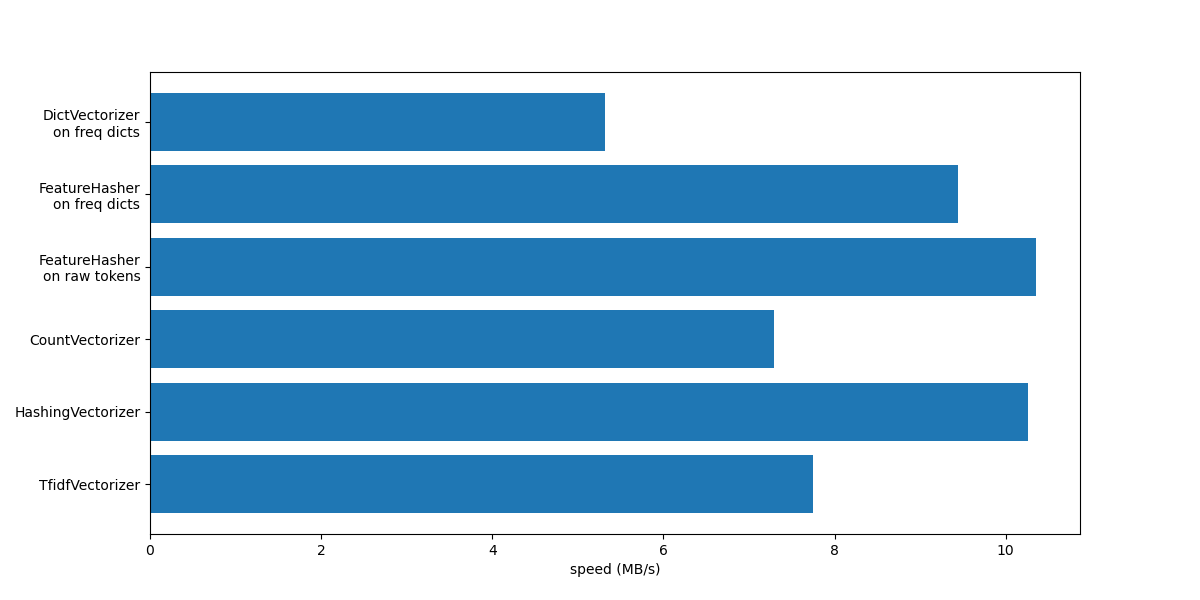 DictVectorizer
on freq dicts
FeatureHasher
on freq dicts
FeatureHasher
on raw tokens
CountVectorizer
HashingVectorizer
TfidfVectorizer
0 2 4 6 8 10
speed (MB/s)